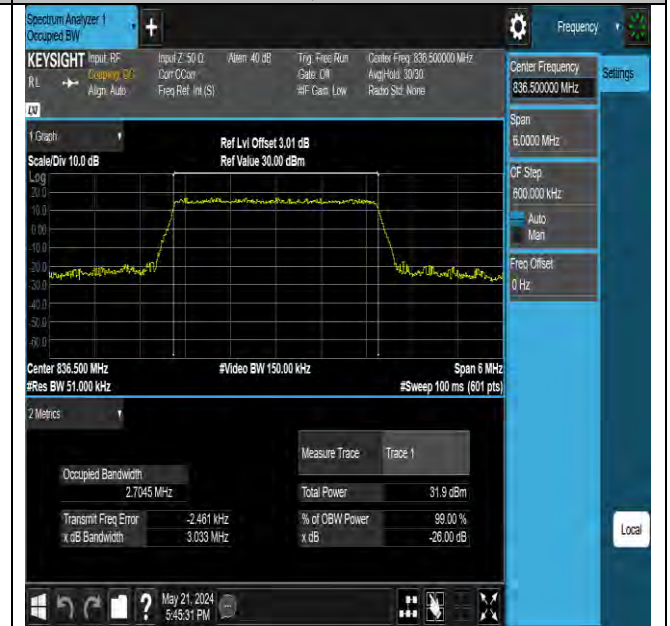 Spectrum Analyzer 1
Occupied BW
+
Frequency
KEYSIGHT
Input: RF
Coupling: DC
Align: Auto
Input Z: 50 Ω
Corr CCorr
Freq Ref: Int (S)
Atten: 40 dB
Trig: Free Run
Gate: Off
#IF Gain: Low
Center Freq: 836.500000 MHz
Avg|Hold: 30/30
Radio Std: None
RL
LXI
Center Frequency
836.500000 MHz
Settings
Span
6.0000 MHz
CF Step
600.000 kHz
Auto
Man
Freq Offset
0 Hz
1 Graph
Scale/Div 10.0 dB
Ref Lvl Offset 3.01 dB
Ref Value 30.00 dBm
Log
20.0
10.0
0.00
-10.0
-20.0
-30.0
-40.0
-50.0
-60.0
Center 836.500 MHz
#Video BW 150.00 kHz
Span 6 MHz
#Res BW 51.000 kHz
#Sweep 100 ms (601 pts)
2 Metrics
Measure Trace
Trace 1
Occupied Bandwidth
2.7045 MHz
Total Power
31.9 dBm
Transmit Freq Error
-2.461 kHz
% of OBW Power
99.00 %
x dB Bandwidth
3.033 MHz
x dB
-26.00 dB
Local
?
May 21, 2024
5:45:31 PM